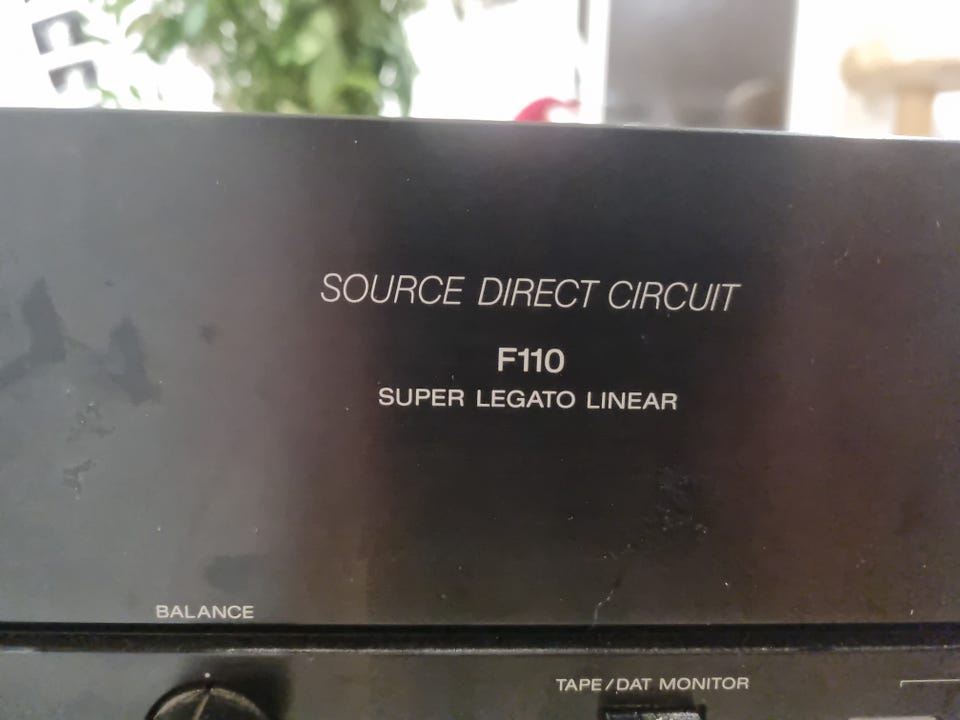 SOURCE DIRECT CIRCUIT
F110
SUPER LEGATO LINEAR
BALANCE
TAPE/DAT MONITOR